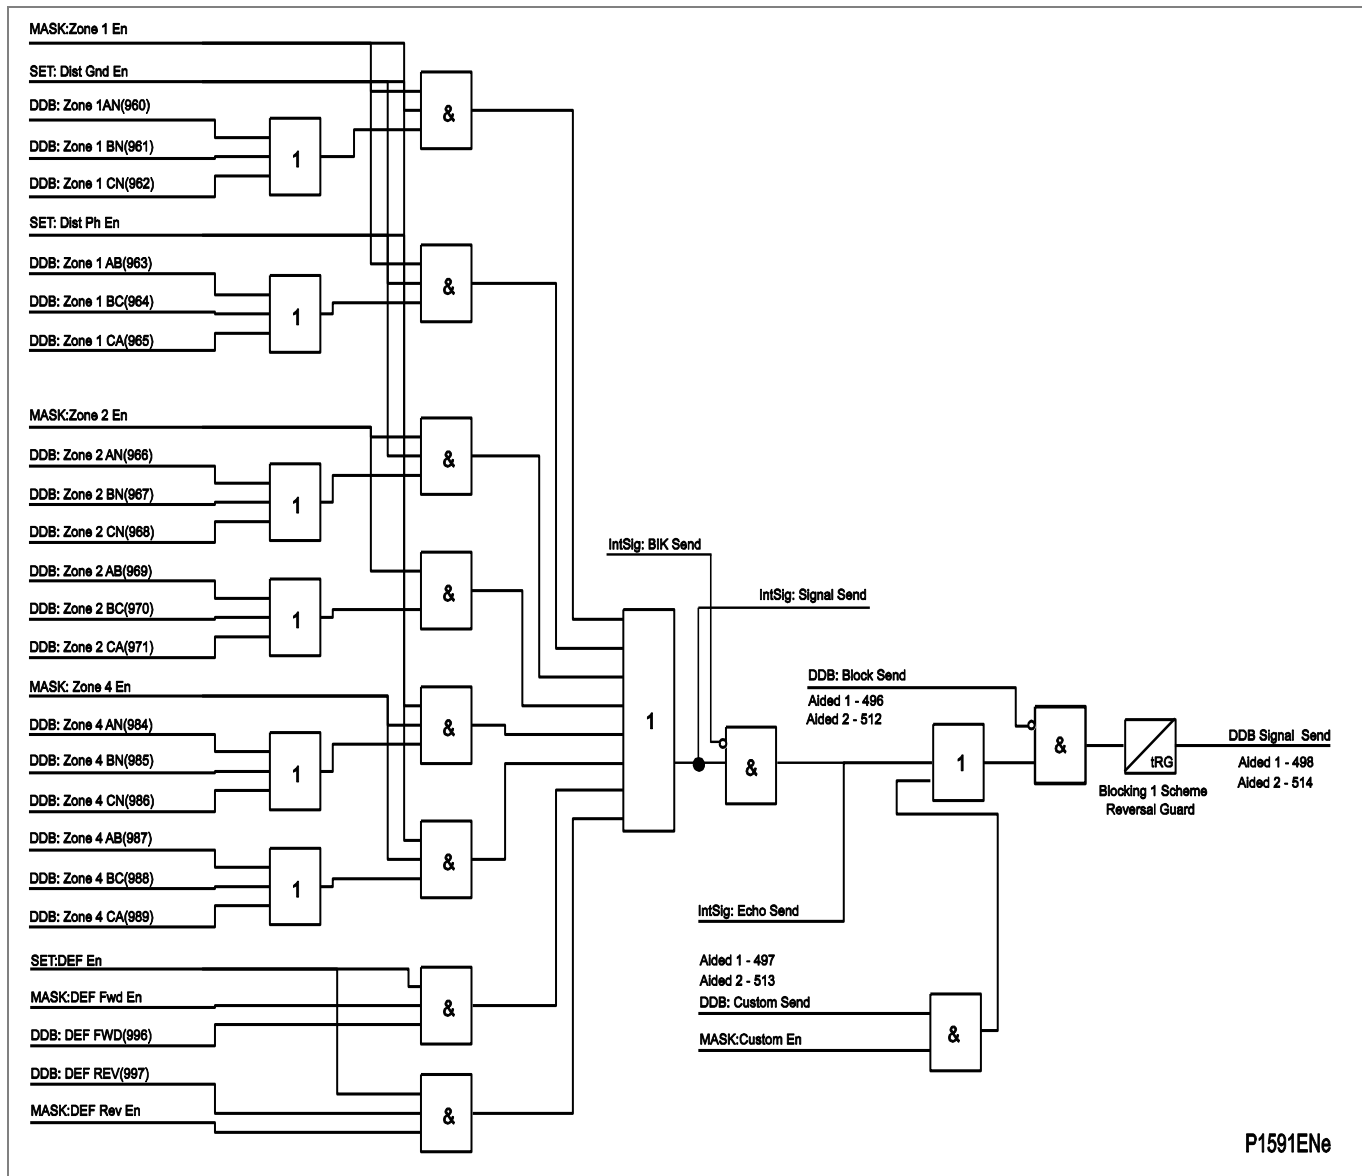 MASK:Zone 1 En
SET: Dist Gnd En
DDB: Zone 1AN(960)
DDB: Zone 1 BN(961)
DDB: Zone 1 CN(962)
1
&
SET: Dist Ph En
DDB: Zone 1 AB(963)
DDB: Zone 1 BC(964)
DDB: Zone 1 CA(965)
1
&
MASK:Zone 2 En
DDB: Zone 2 AN(966)
DDB: Zone 2 BN(967)
DDB: Zone 2 CN(968)
1
&
DDB: Zone 2 AB(969)
DDB: Zone 2 BC(970)
DDB: Zone 2 CA(971)
1
&
MASK: Zone 4 En
DDB: Zone 4 AN(984)
DDB: Zone 4 BN(985)
DDB: Zone 4 CN(986)
1
&
DDB: Zone 4 AB(987)
DDB: Zone 4 BC(988)
DDB: Zone 4 CA(989)
1
&
SET:DEF En
MASK:DEF Fwd En
DDB: DEF FWD(996)
&
DDB: DEF REV(997)
MASK:DEF Rev En
&
1
IntSig: BlK Send
IntSig: Signal Send
&
DDB: Block Send
Aided 1 - 496
Aided 2 - 512
1
&
tRG
Blocking 1 Scheme
Reversal Guard
DDB Signal Send
Aided 1 - 498
Aided 2 - 514
IntSig: Echo Send
Aided 1 - 497
Aided 2 - 513
DDB: Custom Send
MASK:Custom En
&
P1591ENe